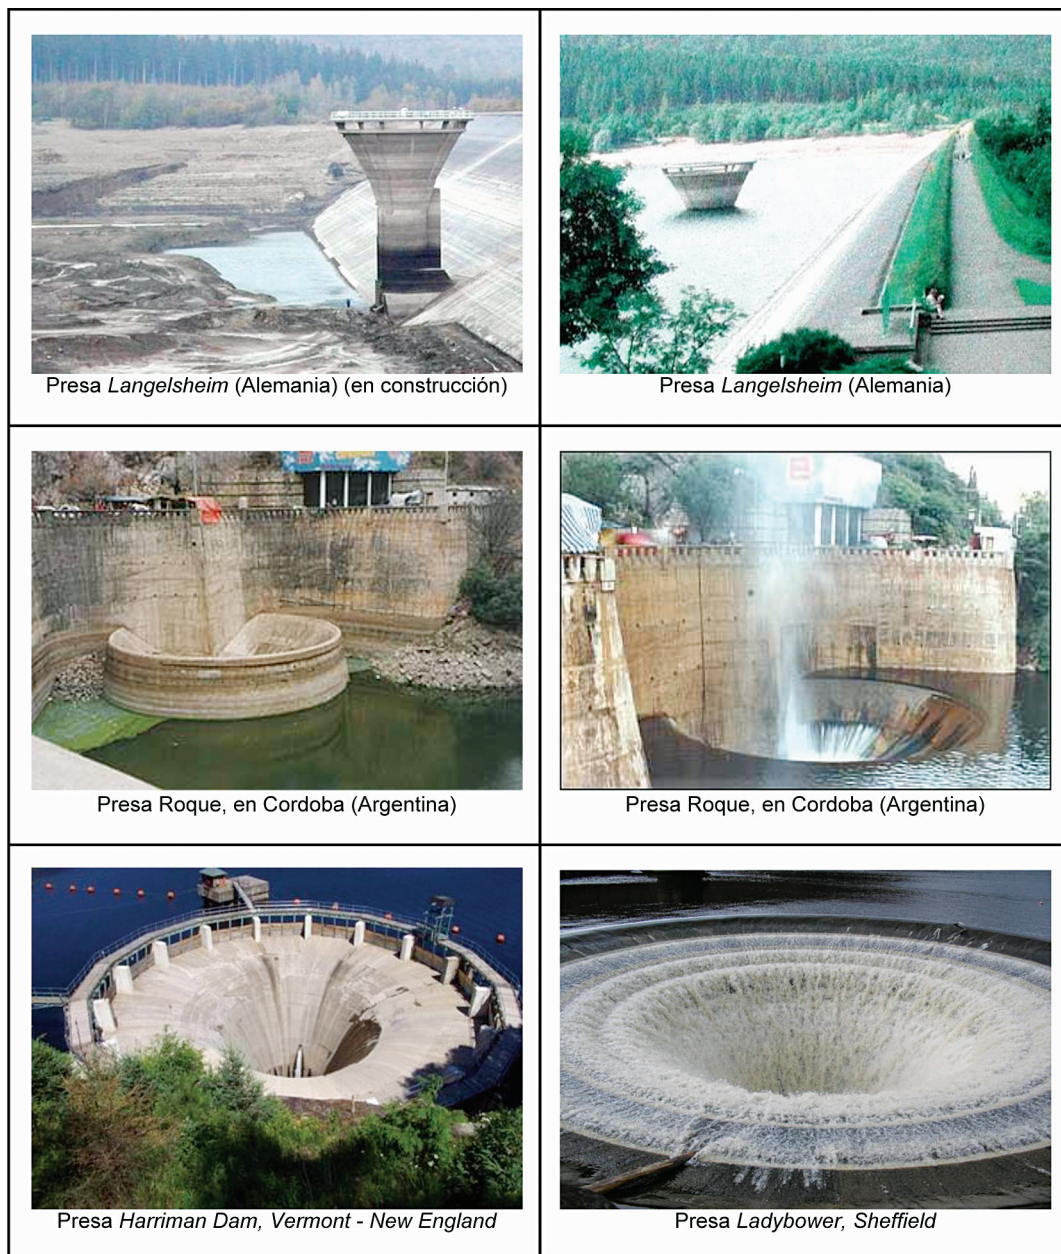 Presa Langelsheim (Alemania) (en construcción)
Presa Langelsheim (Alemania)
Presa Roque, en Cordoba (Argentina)
Presa Roque, en Cordoba (Argentina)
Presa Harriman Dam, Vermont - New England
Presa Ladybower, Sheffield